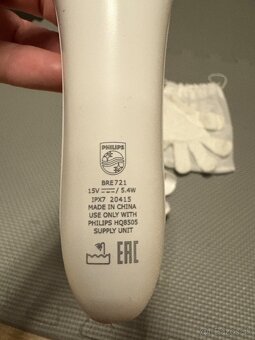 PHILIPS
BRE721
15V ⎓ / 5.4W
IPX7 20415
MADE IN CHINA
USE ONLY WITH
PHILIPS HQ8505
SUPPLY UNIT
EAC